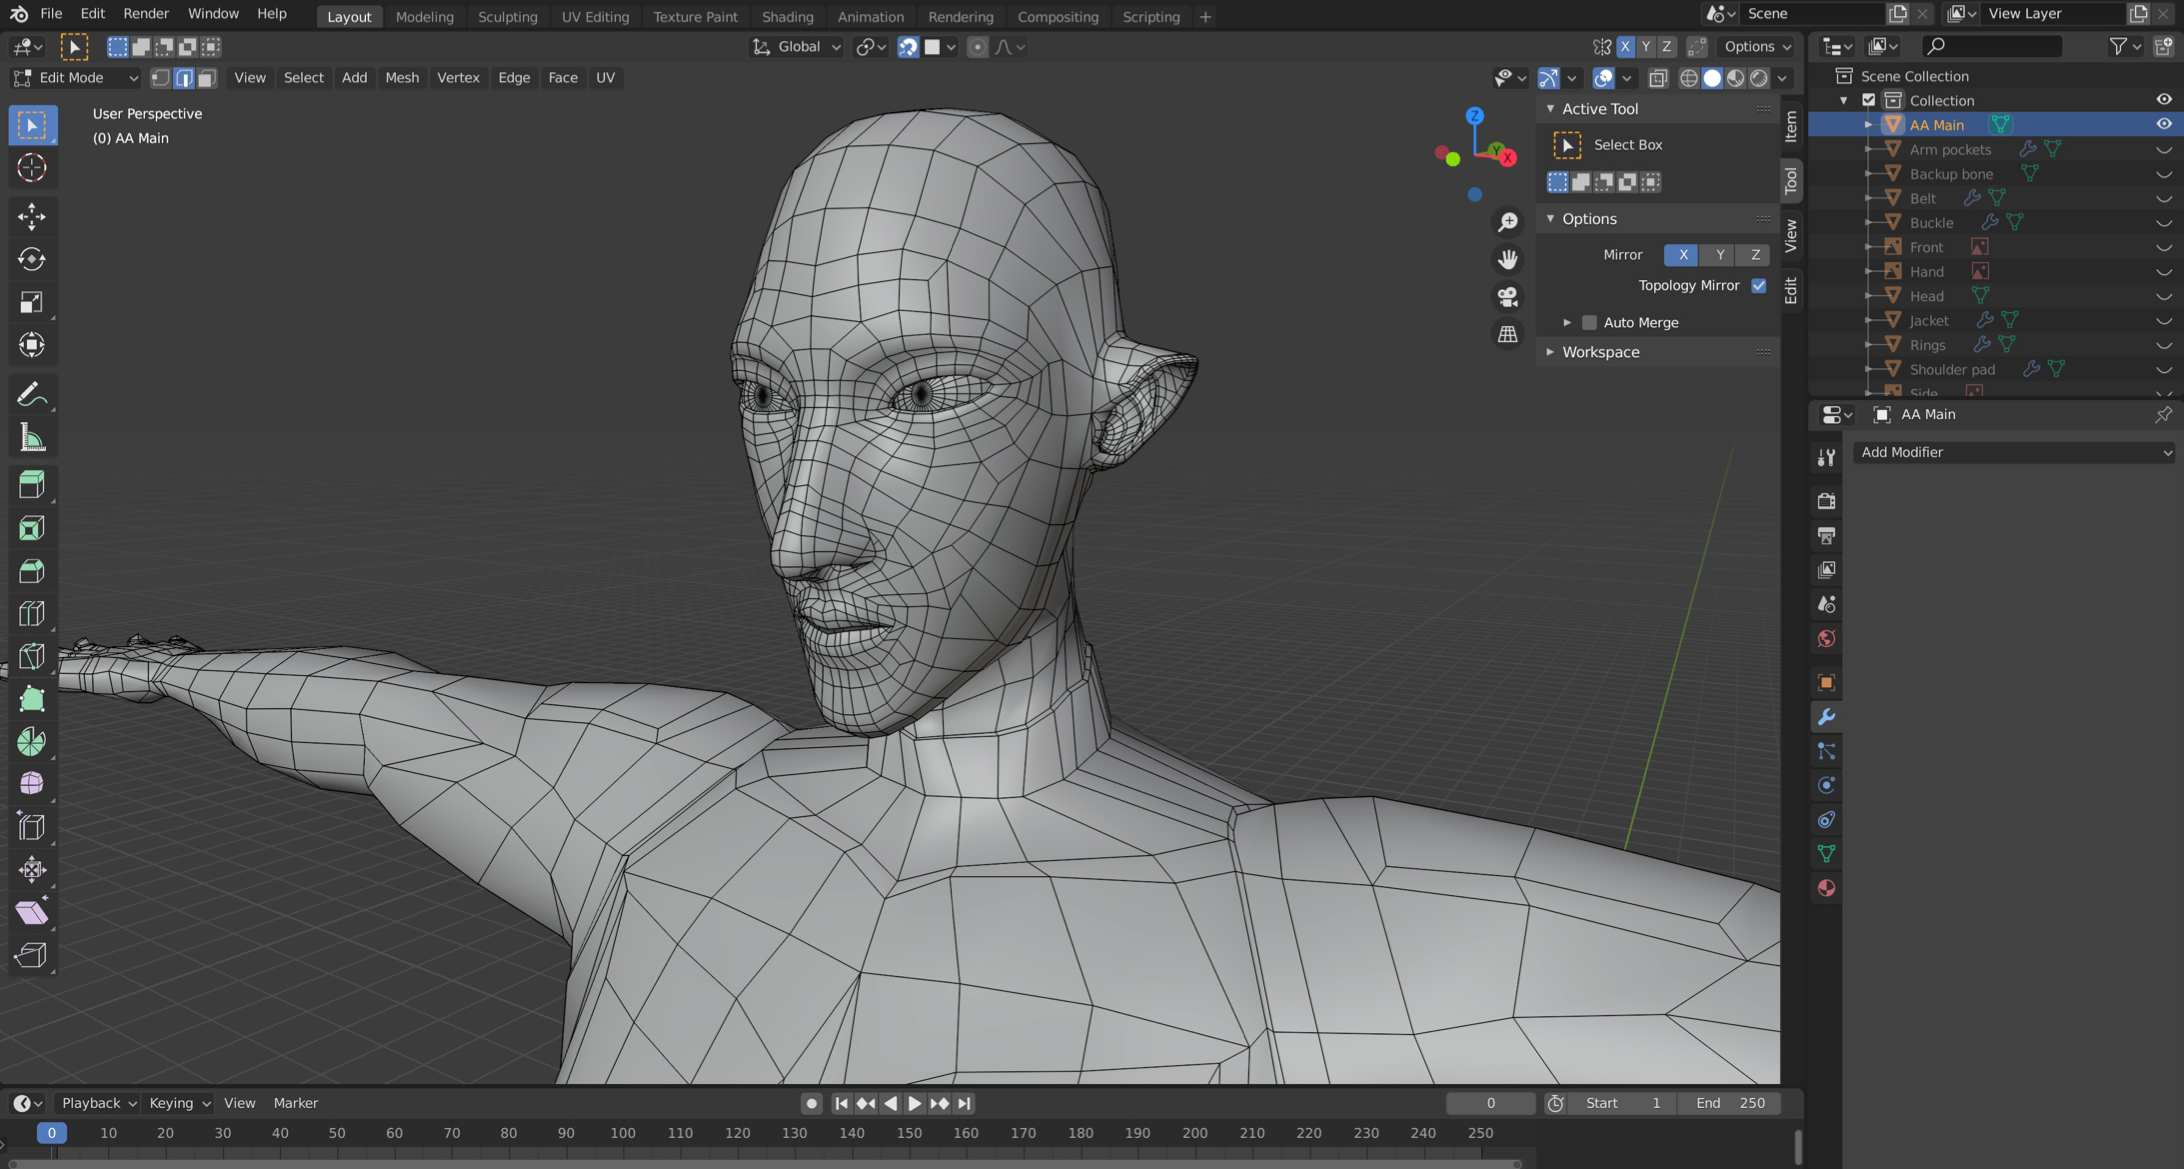 File Edit Render Window Help Layout Modeling Sculpting UV Editing Texture Paint Shading Animation Rendering Compositing Scripting + Scene View Layer
Global X Y Z Options
Edit Mode View Select Add Mesh Vertex Edge Face UV
User Perspective
(0) AA Main
Z
Y
X
Active Tool
Select Box
Options
Mirror X Y Z
Topology Mirror
Auto Merge
Workspace
Item
Tool
View
Edit
Scene Collection
Collection
AA Main
Arm pockets
Backup bone
Belt
Buckle
Front
Hand
Head
Jacket
Rings
Shoulder pad
Side
AA Main
Add Modifier
Playback Keying View Marker 0 Start 1 End 250
0 10 20 30 40 50 60 70 80 90 100 110 120 130 140 150 160 170 180 190 200 210 220 230 240 250